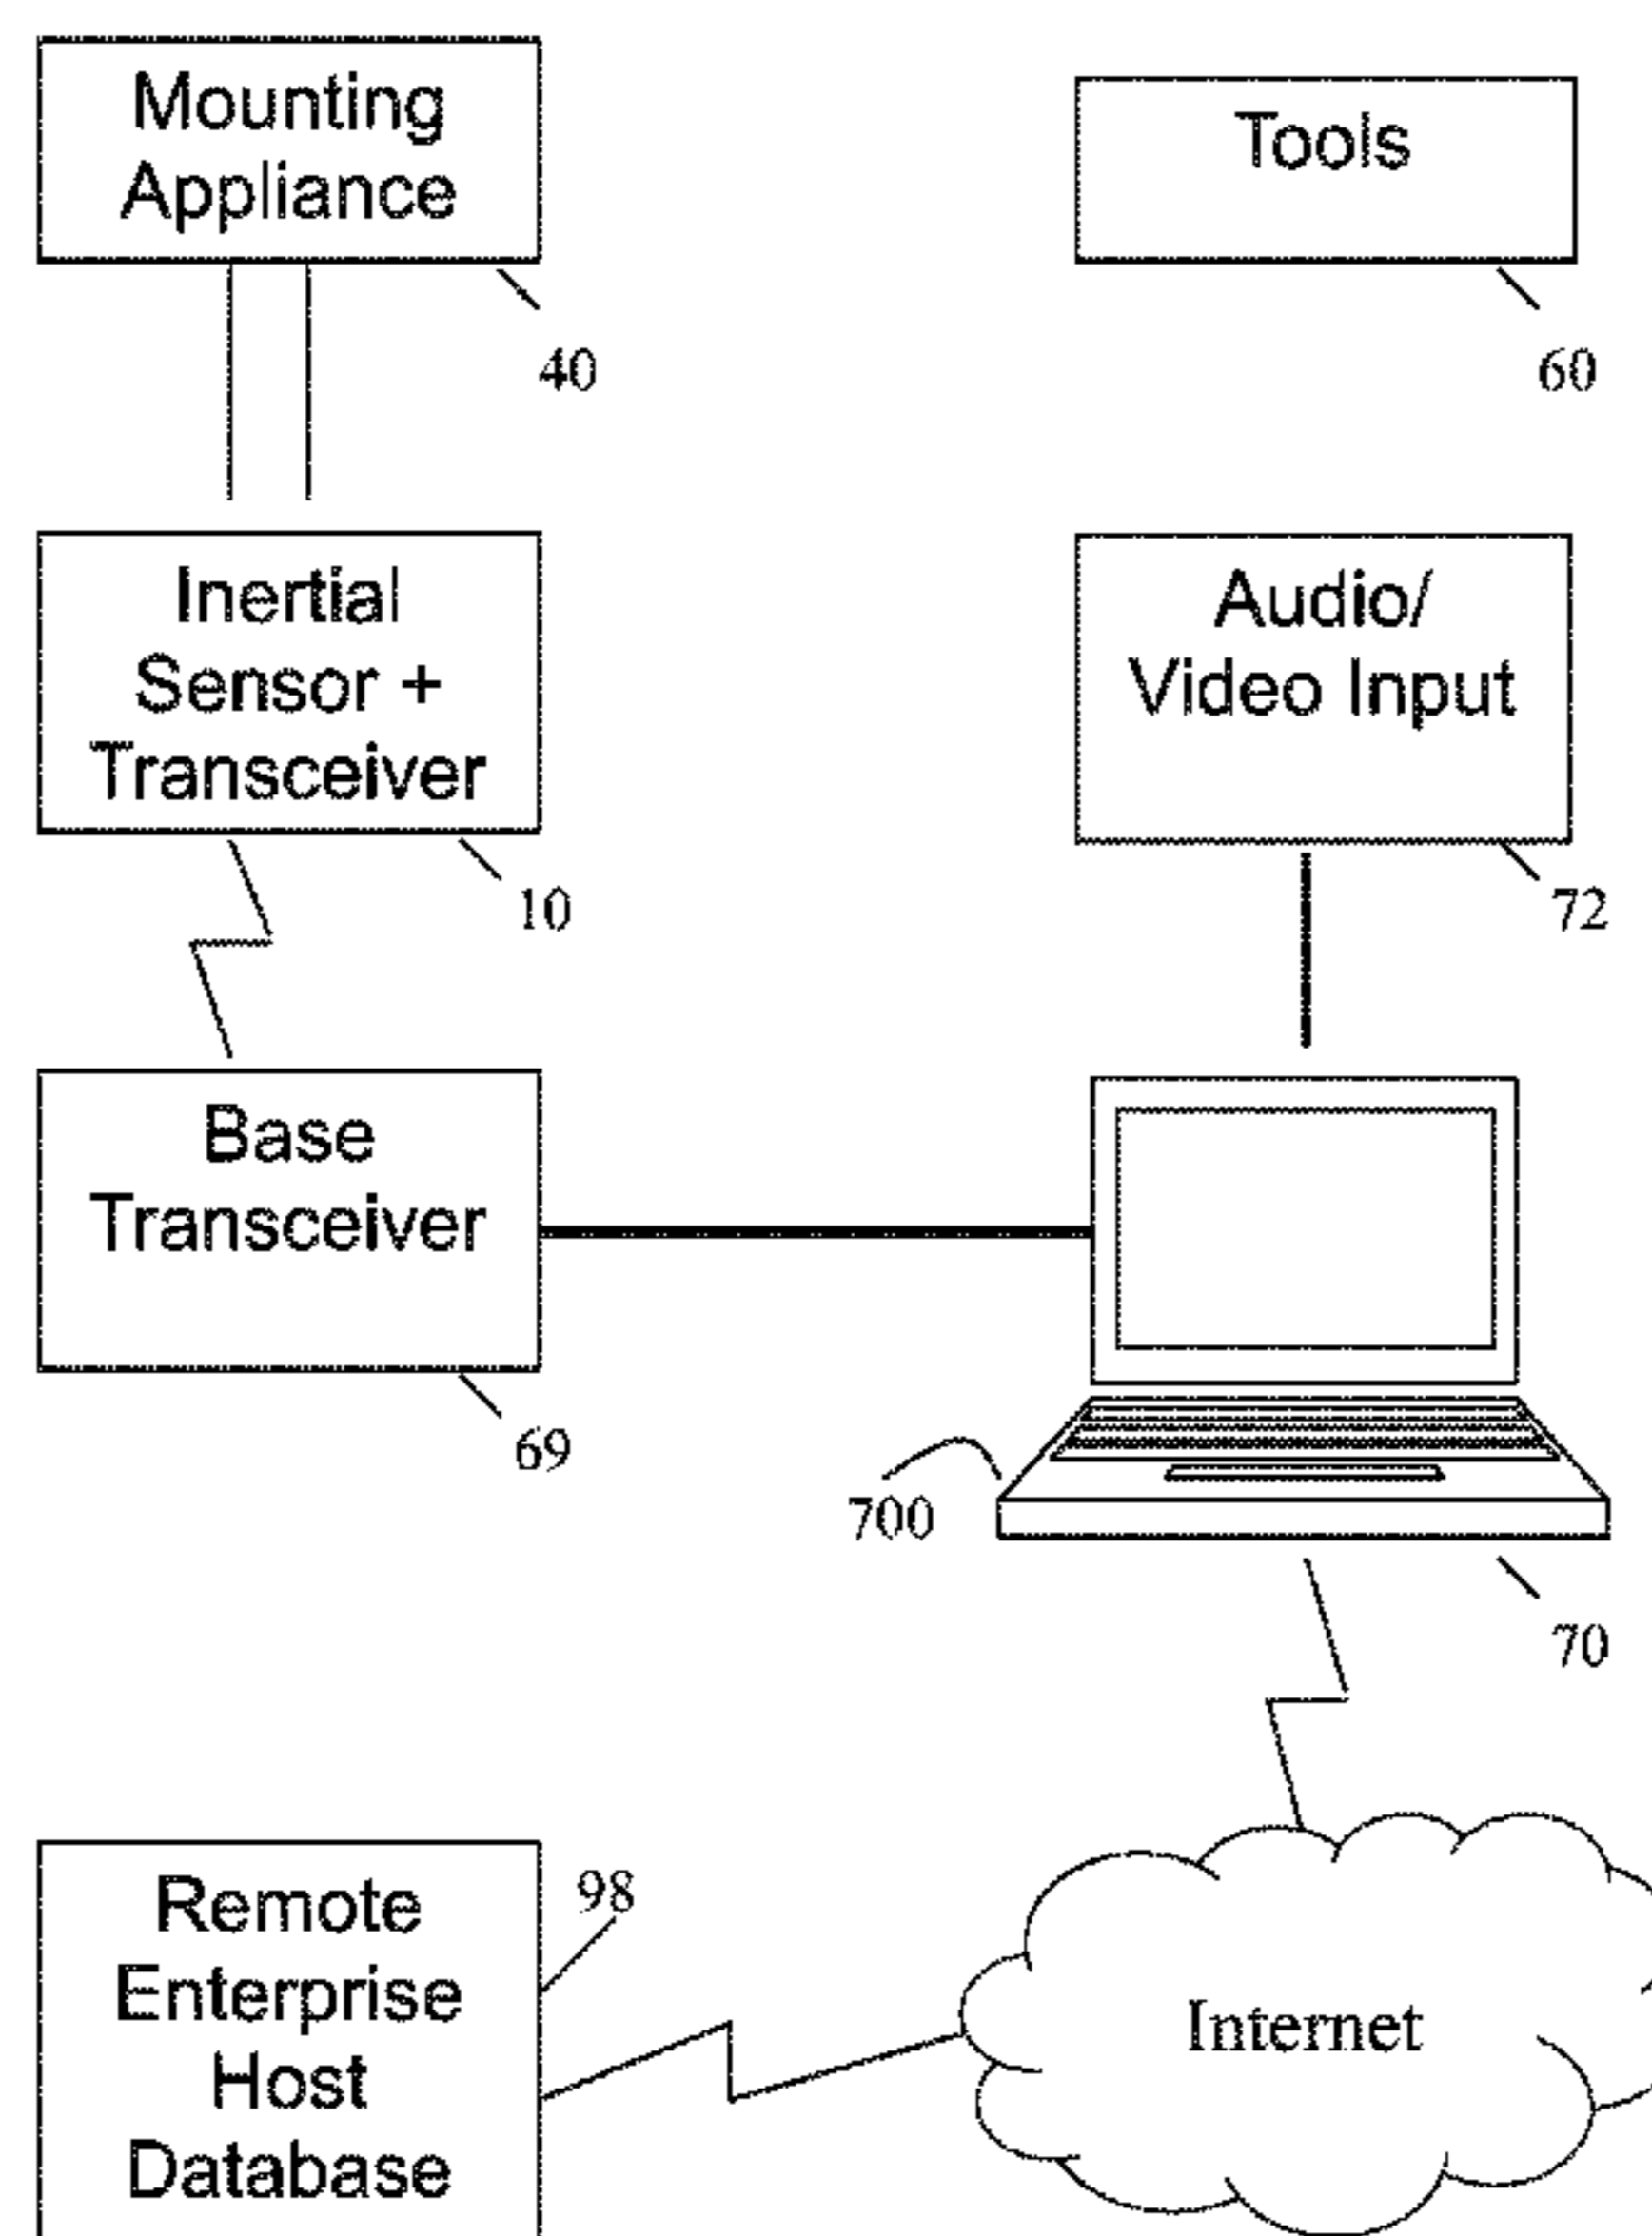 Mounting
Appliance
40
Tools
60
Inertial
Sensor +
Transceiver
10
Audio/
Video Input
72
Base
Transceiver
69
700
70
Remote
Enterprise
Host
Database
98
Internet